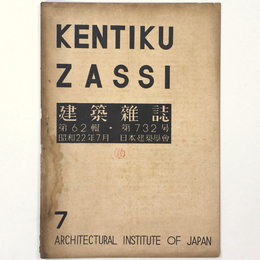 KENTIKU
ZASSI
建築雜誌
第62輯・第732号
昭和22年7月 日本建築學會
7
ARCHITECTURAL INSTITUTE OF JAPAN